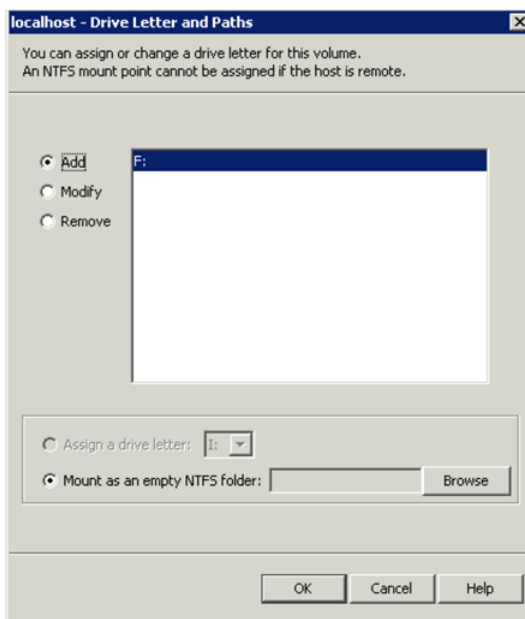 localhost - Drive Letter and Paths
You can assign or change a drive letter for this volume.
An NTFS mount point cannot be assigned if the host is remote.
Add
F:
Modify
Remove
Assign a drive letter: I:
Mount as an empty NTFS folder: Browse
OK Cancel Help